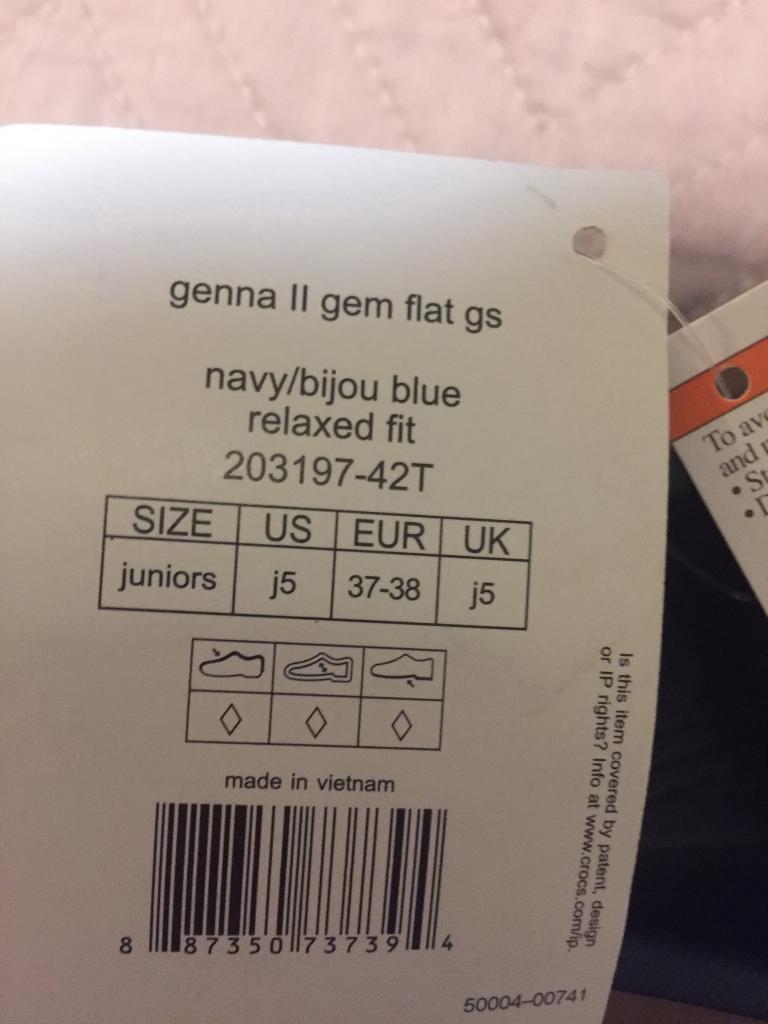 genna II gem flat gs
navy/bijou blue
relaxed fit
203197-42T
SIZE US EUR UK
juniors j5 37-38 j5
made in vietnam
8 87350 73739 4
50004-00741
Is this item covered by patent, design
or IP rights? Info at www.crocs.com/ip.
To
and